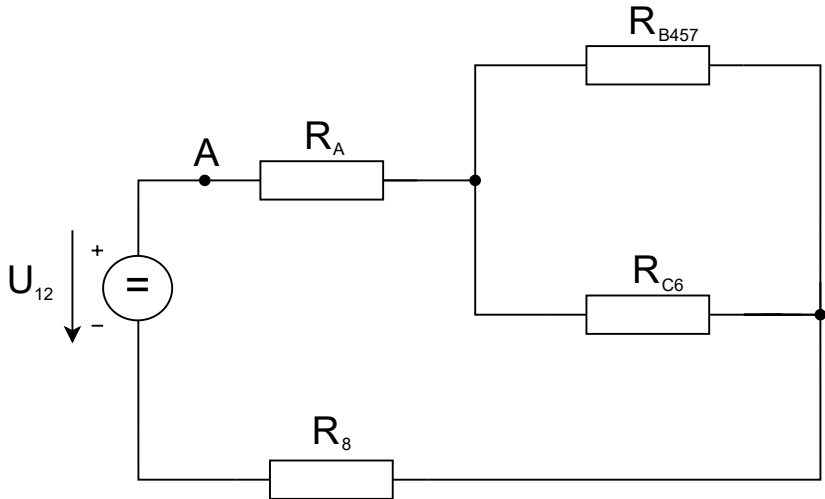 R_B457
R_A
A
+
U_12
=
−
R_C6
R_8